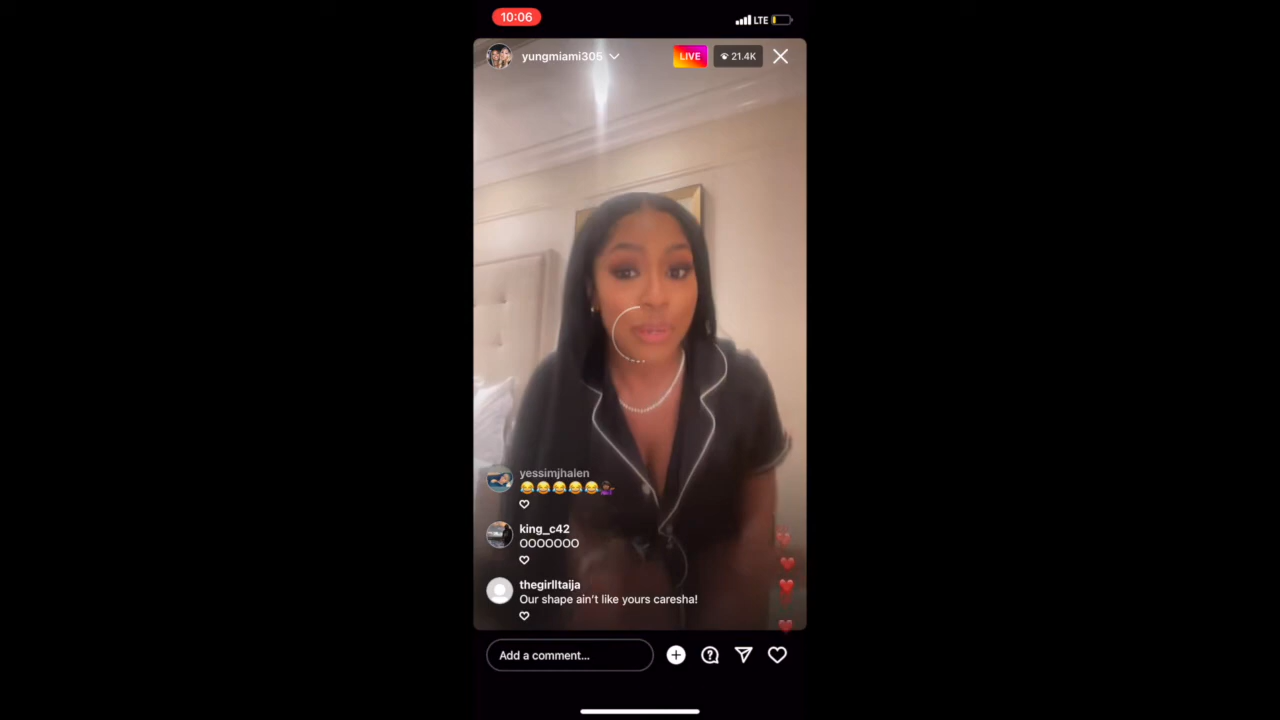 10:06
LTE
yungmiami305
LIVE
21.4K
yessimjhalen
😂😂😂😂😂💁🏿‍♀️
king_c42
OOOOOOO
thegirlltaija
Our shape ain't like yours caresha!
Add a comment...